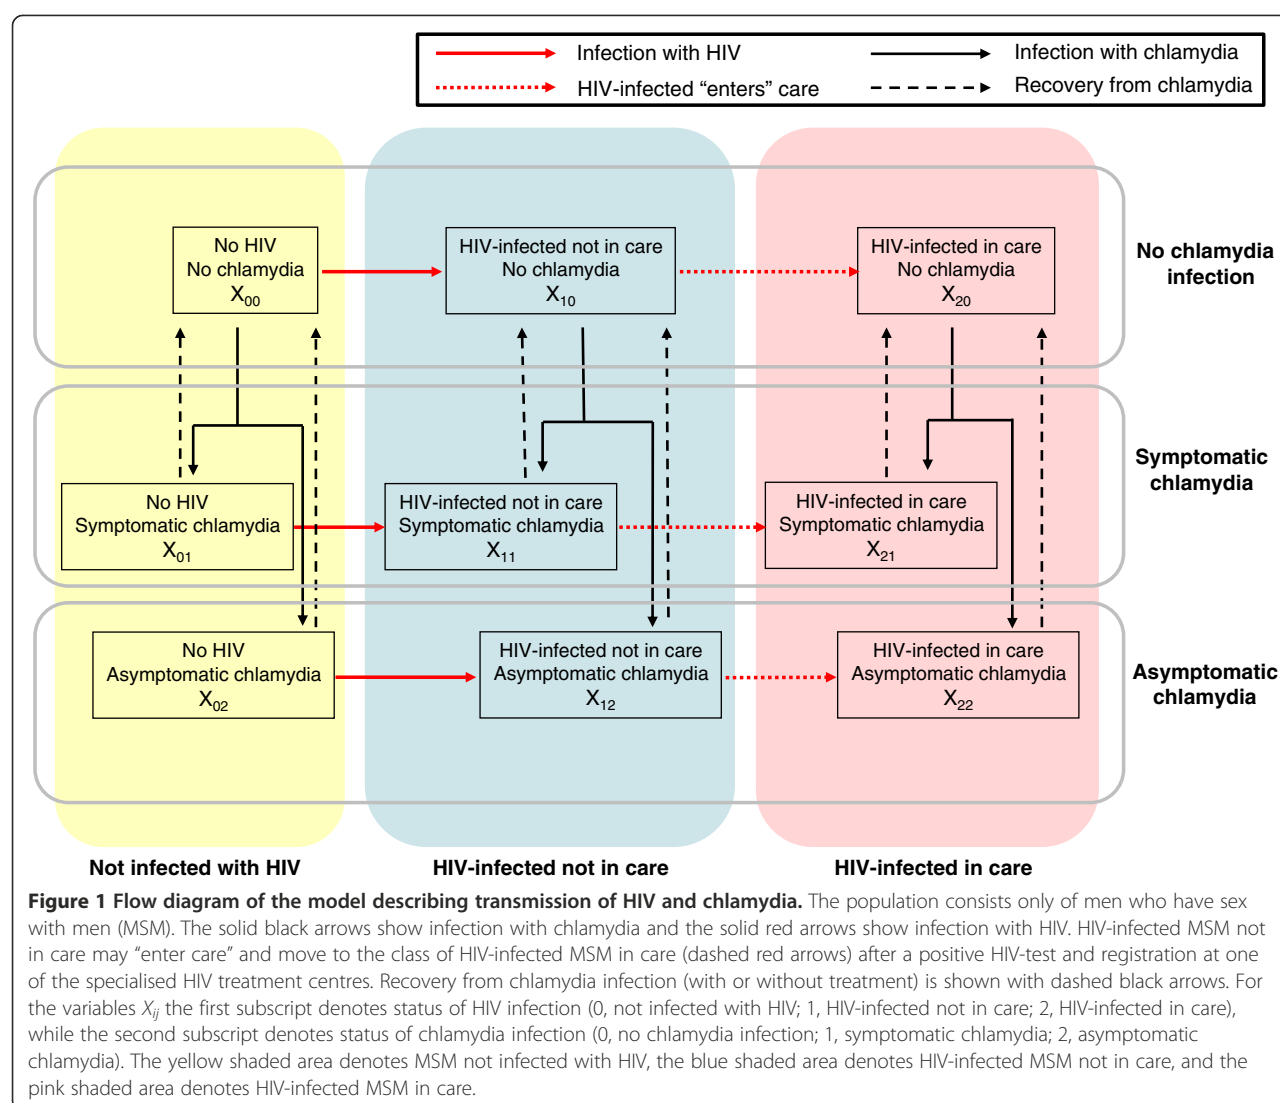 Infection with HIV
Infection with chlamydia
HIV-infected “enters” care
Recovery from chlamydia
No HIV
No chlamydia
X00
HIV-infected not in care
No chlamydia
X10
HIV-infected in care
No chlamydia
X20
No chlamydia
infection
No HIV
Symptomatic chlamydia
X01
HIV-infected not in care
Symptomatic chlamydia
X11
HIV-infected in care
Symptomatic chlamydia
X21
Symptomatic
chlamydia
No HIV
Asymptomatic chlamydia
X02
HIV-infected not in care
Asymptomatic chlamydia
X12
HIV-infected in care
Asymptomatic chlamydia
X22
Asymptomatic
chlamydia
Not infected with HIV
HIV-infected not in care
HIV-infected in care
Figure 1 Flow diagram of the model describing transmission of HIV and chlamydia. The population consists only of men who have sex
with men (MSM). The solid black arrows show infection with chlamydia and the solid red arrows show infection with HIV. HIV-infected MSM not
in care may “enter care” and move to the class of HIV-infected MSM in care (dashed red arrows) after a positive HIV-test and registration at one
of the specialised HIV treatment centres. Recovery from chlamydia infection (with or without treatment) is shown with dashed black arrows. For
the variables Xij the first subscript denotes status of HIV infection (0, not infected with HIV; 1, HIV-infected not in care; 2, HIV-infected in care),
while the second subscript denotes status of chlamydia infection (0, no chlamydia infection; 1, symptomatic chlamydia; 2, asymptomatic
chlamydia). The yellow shaded area denotes MSM not infected with HIV, the blue shaded area denotes HIV-infected MSM not in care, and the
pink shaded area denotes HIV-infected MSM in care.